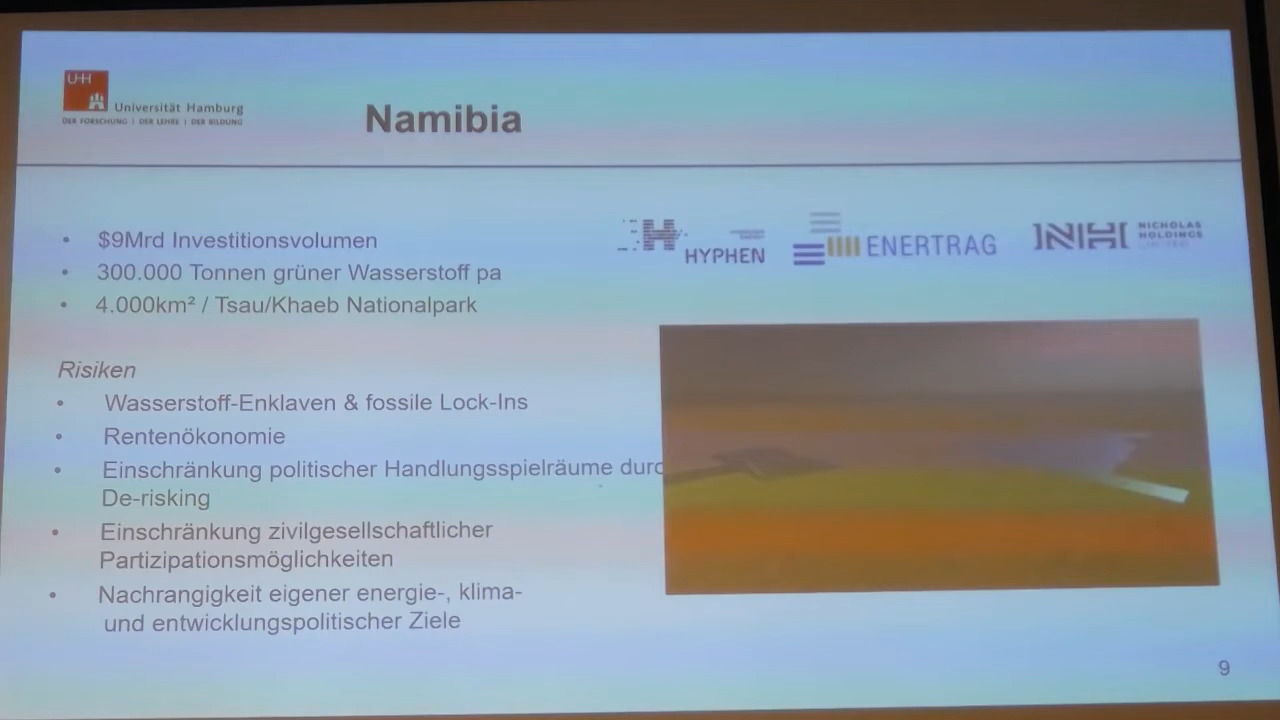 U+H
Universität Hamburg
DER FORSCHUNG | DER LEHRE | DER BILDUNG
Namibia
• $9Mrd Investitionsvolumen
• 300.000 Tonnen grüner Wasserstoff pa
• 4.000km² / Tsau/Khaeb Nationalpark
H
HYPHEN
ENERTRAG
NH
NICHOLAS
HOLDINGS
Risiken
• Wasserstoff-Enklaven & fossile Lock-Ins
• Rentenökonomie
• Einschränkung politischer Handlungsspielräume durc
De-risking
• Einschränkung zivilgesellschaftlicher
Partizipationsmöglichkeiten
• Nachrangigkeit eigener energie-, klima-
und entwicklungspolitischer Ziele
9